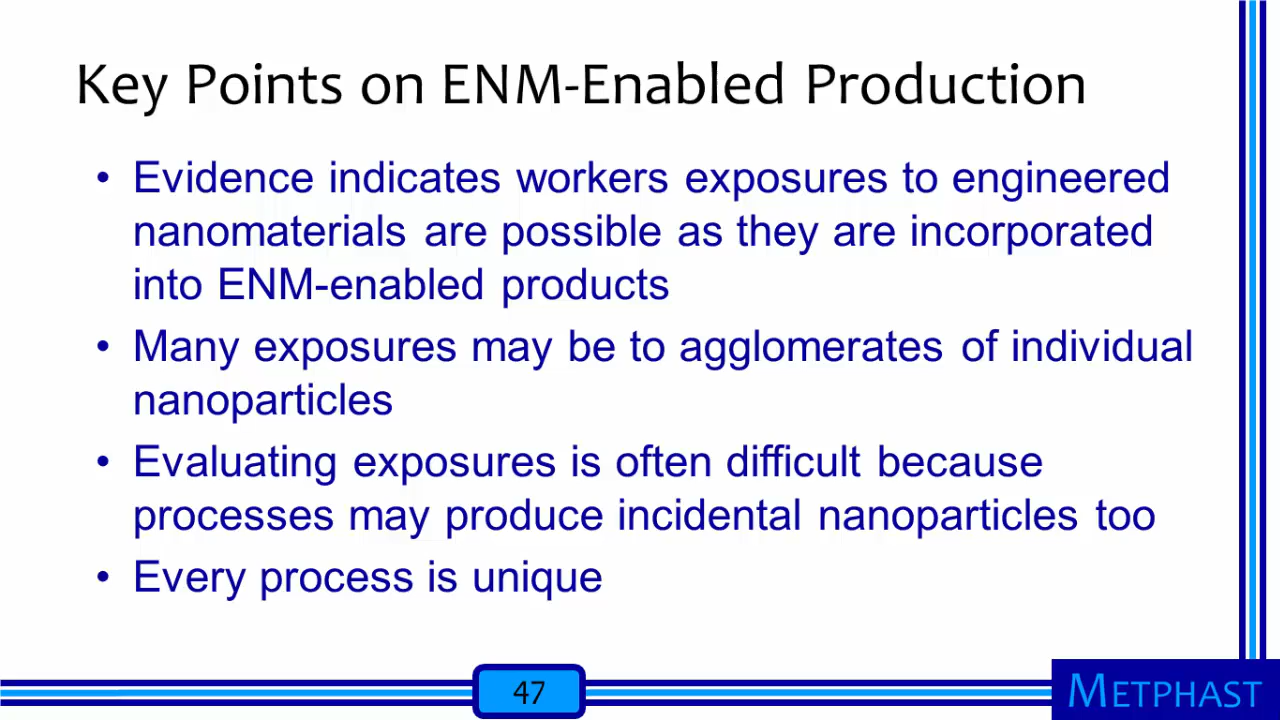 Key Points on ENM-Enabled Production
• Evidence indicates workers exposures to engineered
nanomaterials are possible as they are incorporated
into ENM-enabled products
• Many exposures may be to agglomerates of individual
nanoparticles
• Evaluating exposures is often difficult because
processes may produce incidental nanoparticles too
• Every process is unique
47
METPHAST